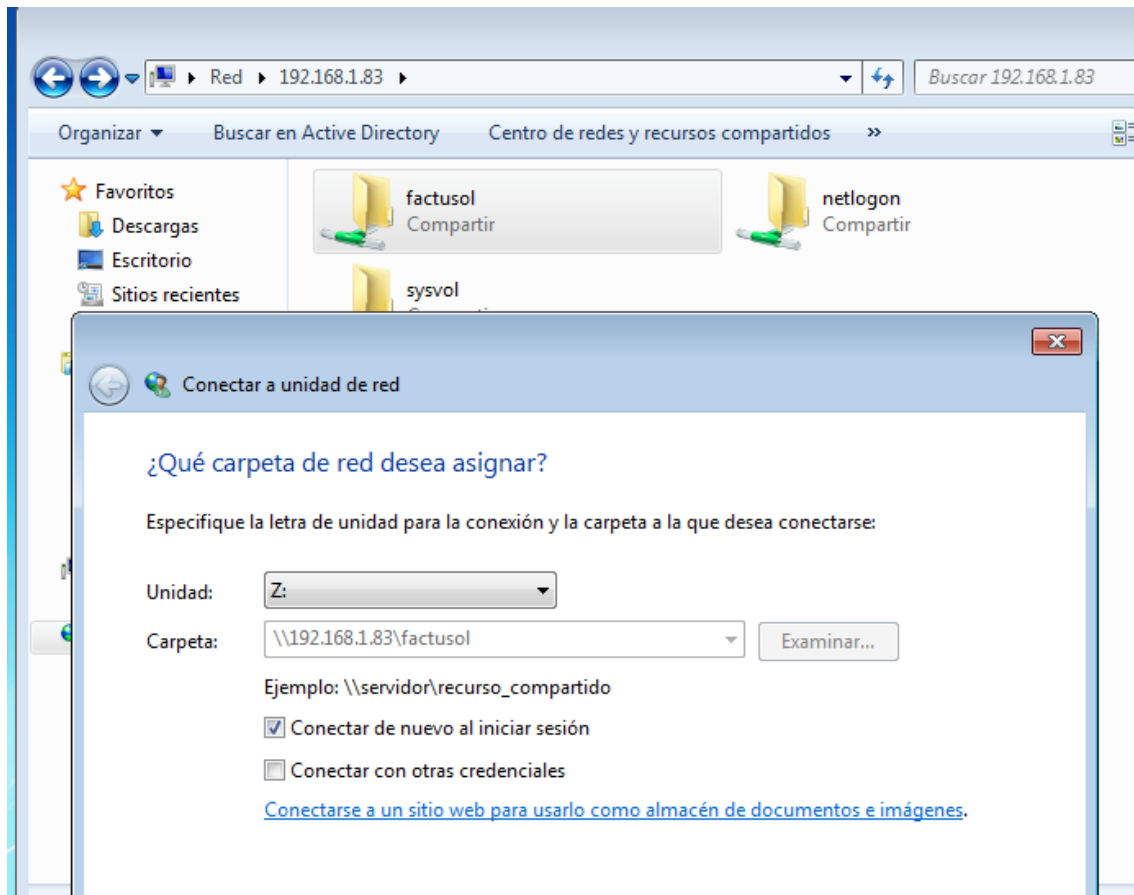 Red ▸ 192.168.1.83 ▸
Buscar 192.168.1.83
Organizar ▼ Buscar en Active Directory Centro de redes y recursos compartidos »
Favoritos
Descargas
Escritorio
Sitios recientes
factusol
Compartir
netlogon
Compartir
sysvol
Conectar a unidad de red
¿Qué carpeta de red desea asignar?
Especifique la letra de unidad para la conexión y la carpeta a la que desea conectarse:
Unidad: Z:
Carpeta: \\192.168.1.83\factusol Examinar...
Ejemplo: \\servidor\recurso_compartido
Conectar de nuevo al iniciar sesión
Conectar con otras credenciales
Conectarse a un sitio web para usarlo como almacén de documentos e imágenes.